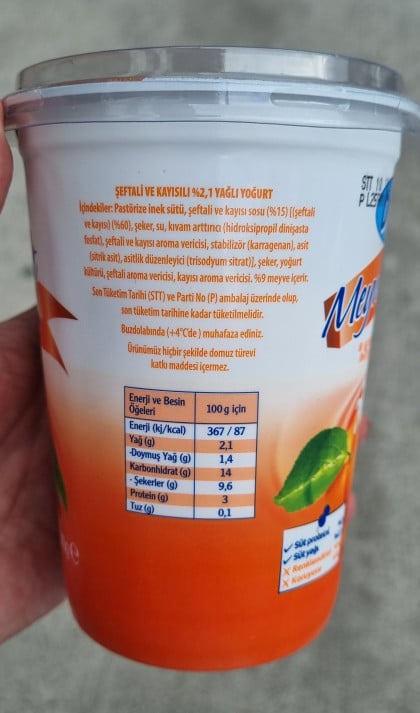 ŞEFTALİ VE KAYISILI %2,1 YAĞLI YOĞURT
İçindekiler: Pastörize inek sütü, şeftali ve kayısı sosu (%15) [(şeftali
ve kayısı) (%60), şeker, su, kıvam arttırıcı (hidroksipropil dinişasta
fosfat), şeftali ve kayısı aroma vericisi, stabilizör (karragenan), asit
(sitrik asit), asitlik düzenleyici (trisodyum sitrat)], şeker, yoğurt
kültürü, şeftali aroma vericisi, kayısı aroma vericisi. %9 meyve içerir.
Son Tüketim Tarihi (STT) ve Parti No (P) ambalaj üzerinde olup,
son tüketim tarihine kadar tüketilmelidir.
Buzdolabında (+4°C'de) muhafaza ediniz.
Ürünümüz hiçbir şekilde domuz türevi
katkı maddesi içermez.
Enerji ve Besin Öğeleri 100 g için
Enerji (kj/kcal) 367 / 87
Yağ (g) 2,1
-Doymuş Yağ (g) 1,4
Karbonhidrat (g) 14
- Şekerler (g) 9,6
Protein (g) 3
Tuz (g) 0,1
STT
Süt proteini
Süt yağı